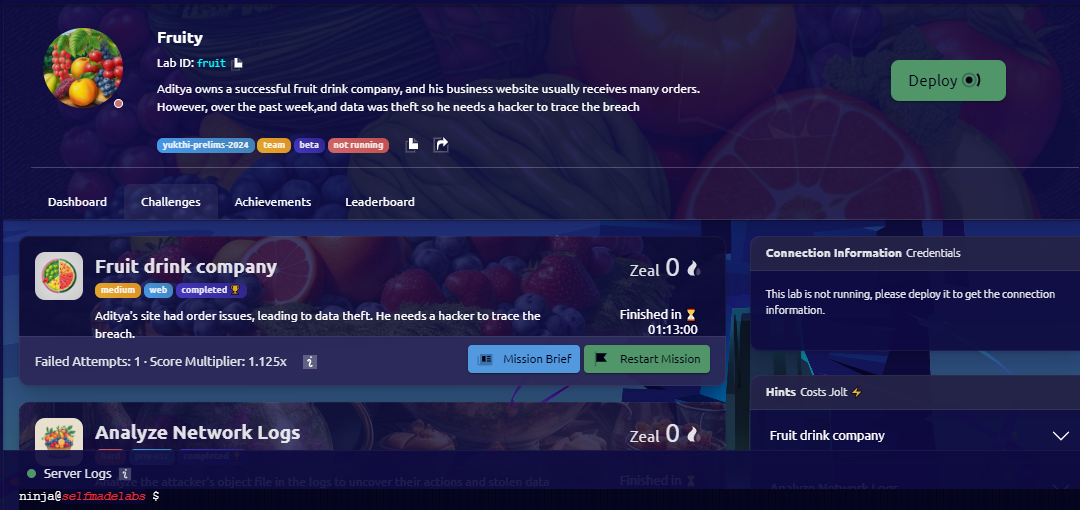 Fruity
Lab ID: fruit
Aditya owns a successful fruit drink company, and his business website usually receives many orders.
However, over the past week,and data was theft so he needs a hacker to trace the breach
Deploy
yukthi-prelims-2024 team beta not running
Dashboard Challenges Achievements Leaderboard
Fruit drink company
medium web completed
Zeal 0
Aditya's site had order issues, leading to data theft. He needs a hacker to trace the
breach.
Finished in
01:13:00
Failed Attempts: 1 · Score Multiplier: 1.125x
Mission Brief
Restart Mission
Connection Information Credentials
This lab is not running, please deploy it to get the connection
information.
Hints Costs Jolt
Fruit drink company
Analyze Network Logs
Zeal 0
completed
Analyze the attacker's object file in the logs to uncover their actions and stolen data
Finished in
Analyze Network Logs
Server Logs
ninja@selfmadelabs $